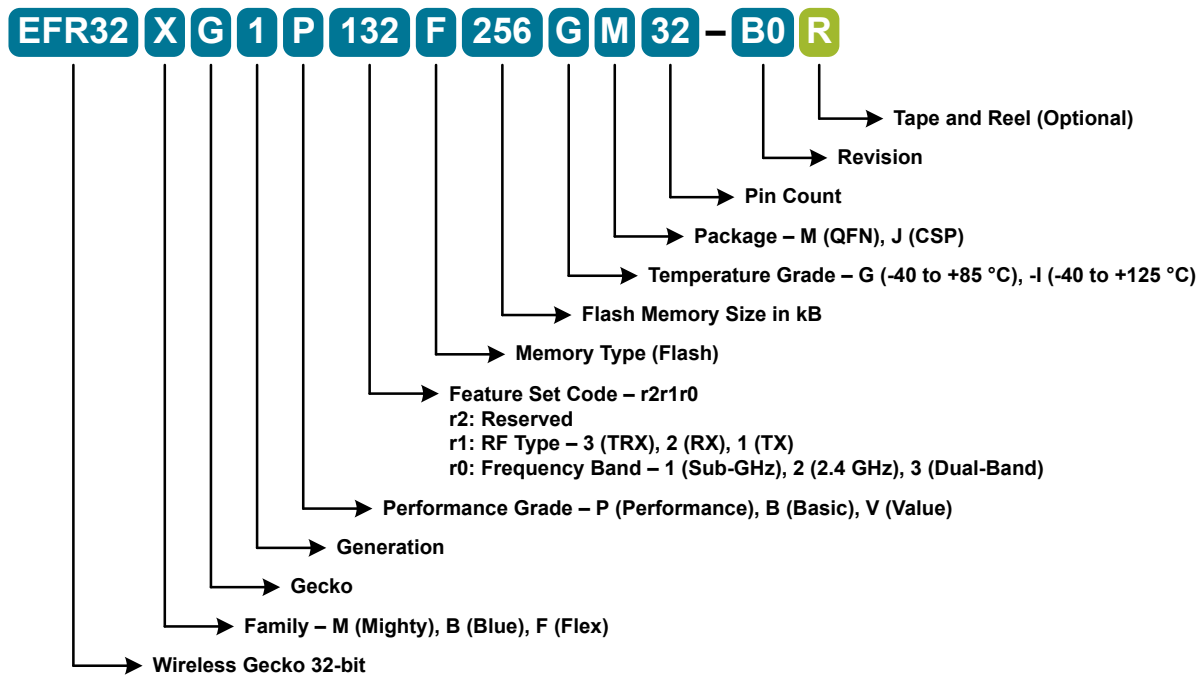 EFR32 X G 1 P 132 F 256 G M 32 – B0 R
Tape and Reel (Optional)
Revision
Pin Count
Package – M (QFN), J (CSP)
Temperature Grade – G (-40 to +85 °C), -I (-40 to +125 °C)
Flash Memory Size in kB
Memory Type (Flash)
Feature Set Code – r2r1r0
r2: Reserved
r1: RF Type – 3 (TRX), 2 (RX), 1 (TX)
r0: Frequency Band – 1 (Sub-GHz), 2 (2.4 GHz), 3 (Dual-Band)
Performance Grade – P (Performance), B (Basic), V (Value)
Generation
Gecko
Family – M (Mighty), B (Blue), F (Flex)
Wireless Gecko 32-bit